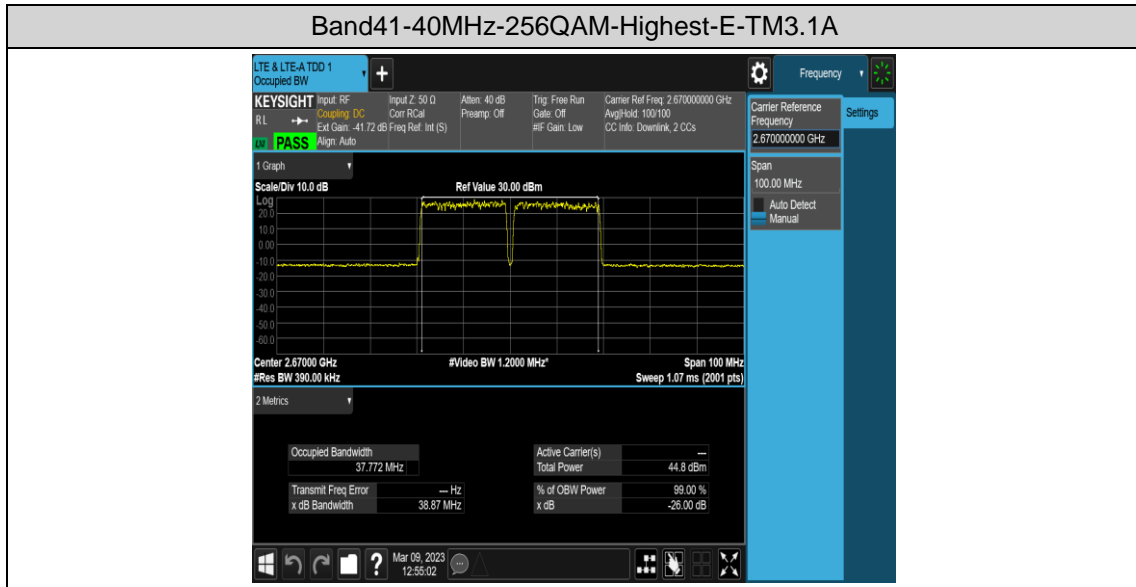 Band41-40MHz-256QAM-Highest-E-TM3.1A
LTE & LTE-A TDD 1
Occupied BW
Frequency
KEYSIGHT
RL
PASS
Input: RF
Coupling: DC
Ext Gain: -41.72 dB
Align: Auto
Input Z: 50 Ω
Corr RCal
Freq Ref: Int (S)
Atten: 40 dB
Preamp: Off
Trig: Free Run
Gate: Off
#IF Gain: Low
Carrier Ref Freq: 2.670000000 GHz
Avg|Hold: 100/100
CC Info: Downlink, 2 CCs
Carrier Reference
Frequency
2.670000000 GHz
Settings
Span
100.00 MHz
Auto Detect
Manual
1 Graph
Scale/Div 10.0 dB
Ref Value 30.00 dBm
Log
20.0
10.0
0.00
-10.0
-20.0
-30.0
-40.0
-50.0
-60.0
Center 2.67000 GHz
#Video BW 1.2000 MHz*
Span 100 MHz
#Res BW 390.00 kHz
Sweep 1.07 ms (2001 pts)
2 Metrics
Occupied Bandwidth
37.772 MHz
Active Carrier(s)
---
Total Power
44.8 dBm
Transmit Freq Error
--- Hz
x dB Bandwidth
38.87 MHz
% of OBW Power
99.00 %
x dB
-26.00 dB
?
Mar 09, 2023
12:55:02